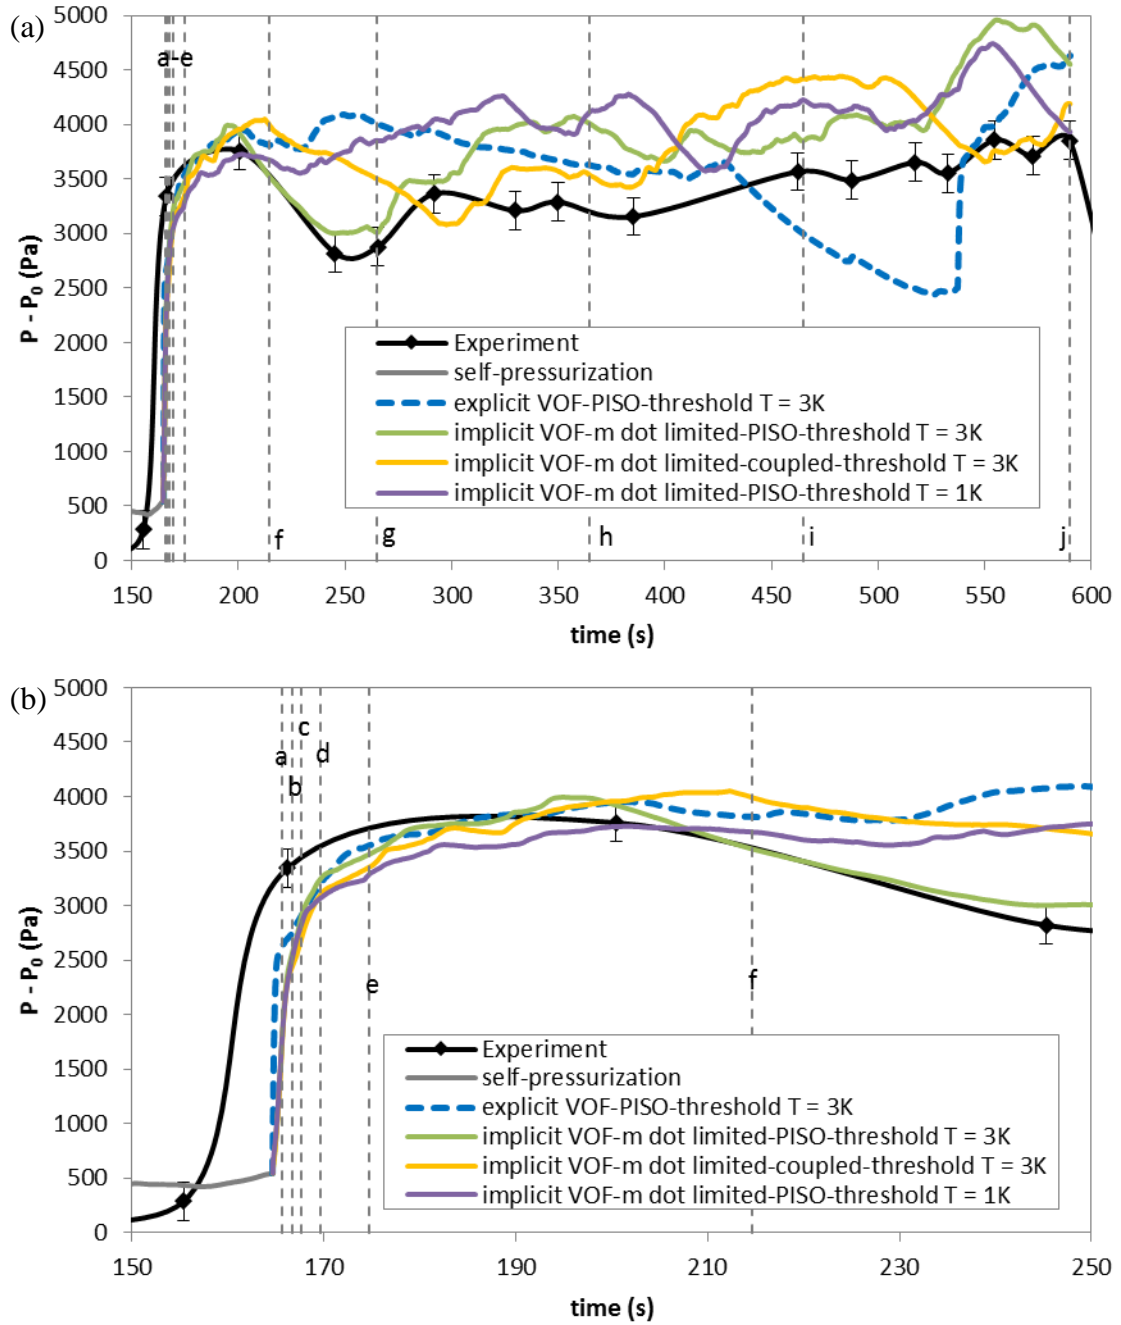 (a)
5000
4500
4000
3500
3000
2500
2000
1500
1000
500
0
P - P₀ (Pa)
a-e
f
g
h
i
j
Experiment
self-pressurization
explicit VOF-PISO-threshold T = 3K
implicit VOF-m dot limited-PISO-threshold T = 3K
implicit VOF-m dot limited-coupled-threshold T = 3K
implicit VOF-m dot limited-PISO-threshold T = 1K
150 200 250 300 350 400 450 500 550 600
time (s)
(b)
5000
4500
4000
3500
3000
2500
2000
1500
1000
500
0
P - P₀ (Pa)
a
b
c
d
e
f
Experiment
self-pressurization
explicit VOF-PISO-threshold T = 3K
implicit VOF-m dot limited-PISO-threshold T = 3K
implicit VOF-m dot limited-coupled-threshold T = 3K
implicit VOF-m dot limited-PISO-threshold T = 1K
150 170 190 210 230 250
time (s)